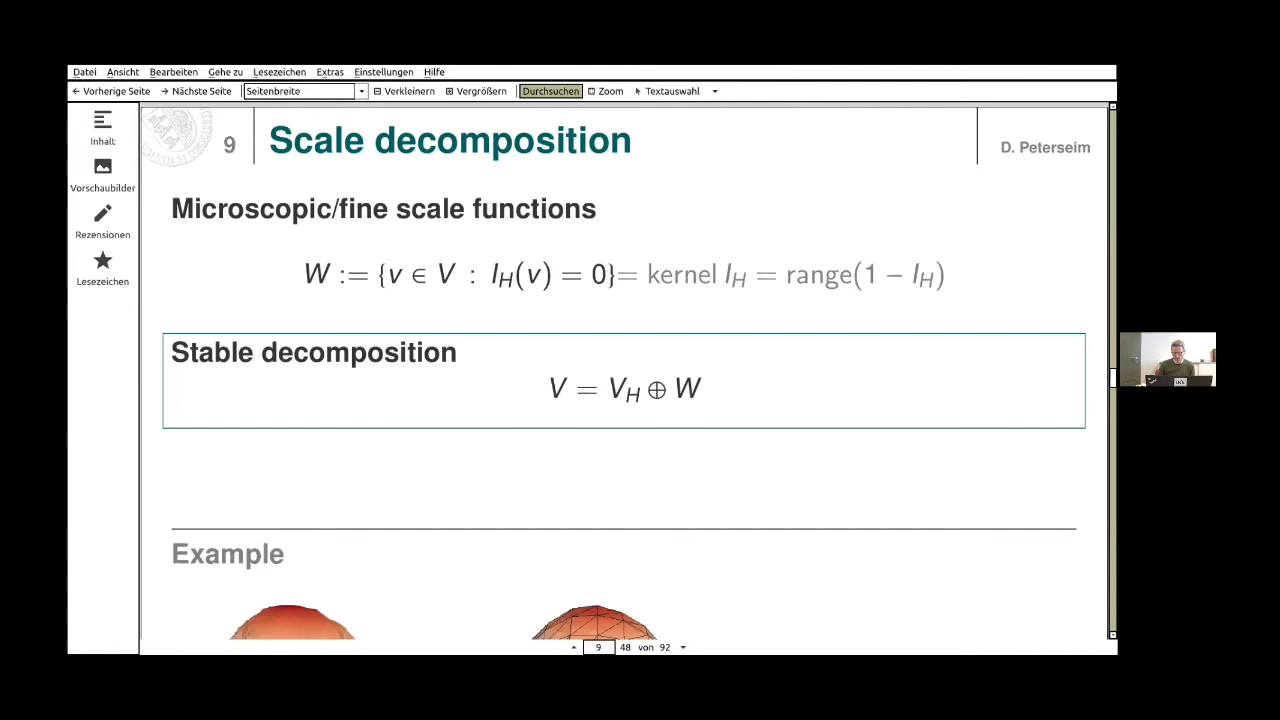 Datei Ansicht Bearbeiten Gehe zu Lesezeichen Extras Einstellungen Hilfe
Vorherige Seite Nächste Seite Seitenbreite Verkleinern Vergrößern Durchsuchen Zoom Textauswahl
Inhalt
Vorschaubilder
Rezensionen
Lesezeichen
9 Scale decomposition D. Peterseim
Microscopic/fine scale functions
W := {v ∈ V : I_H(v) = 0} = kernel I_H = range(1 − I_H)
Stable decomposition
V = V_H ⊕ W
Example
9 48 von 92